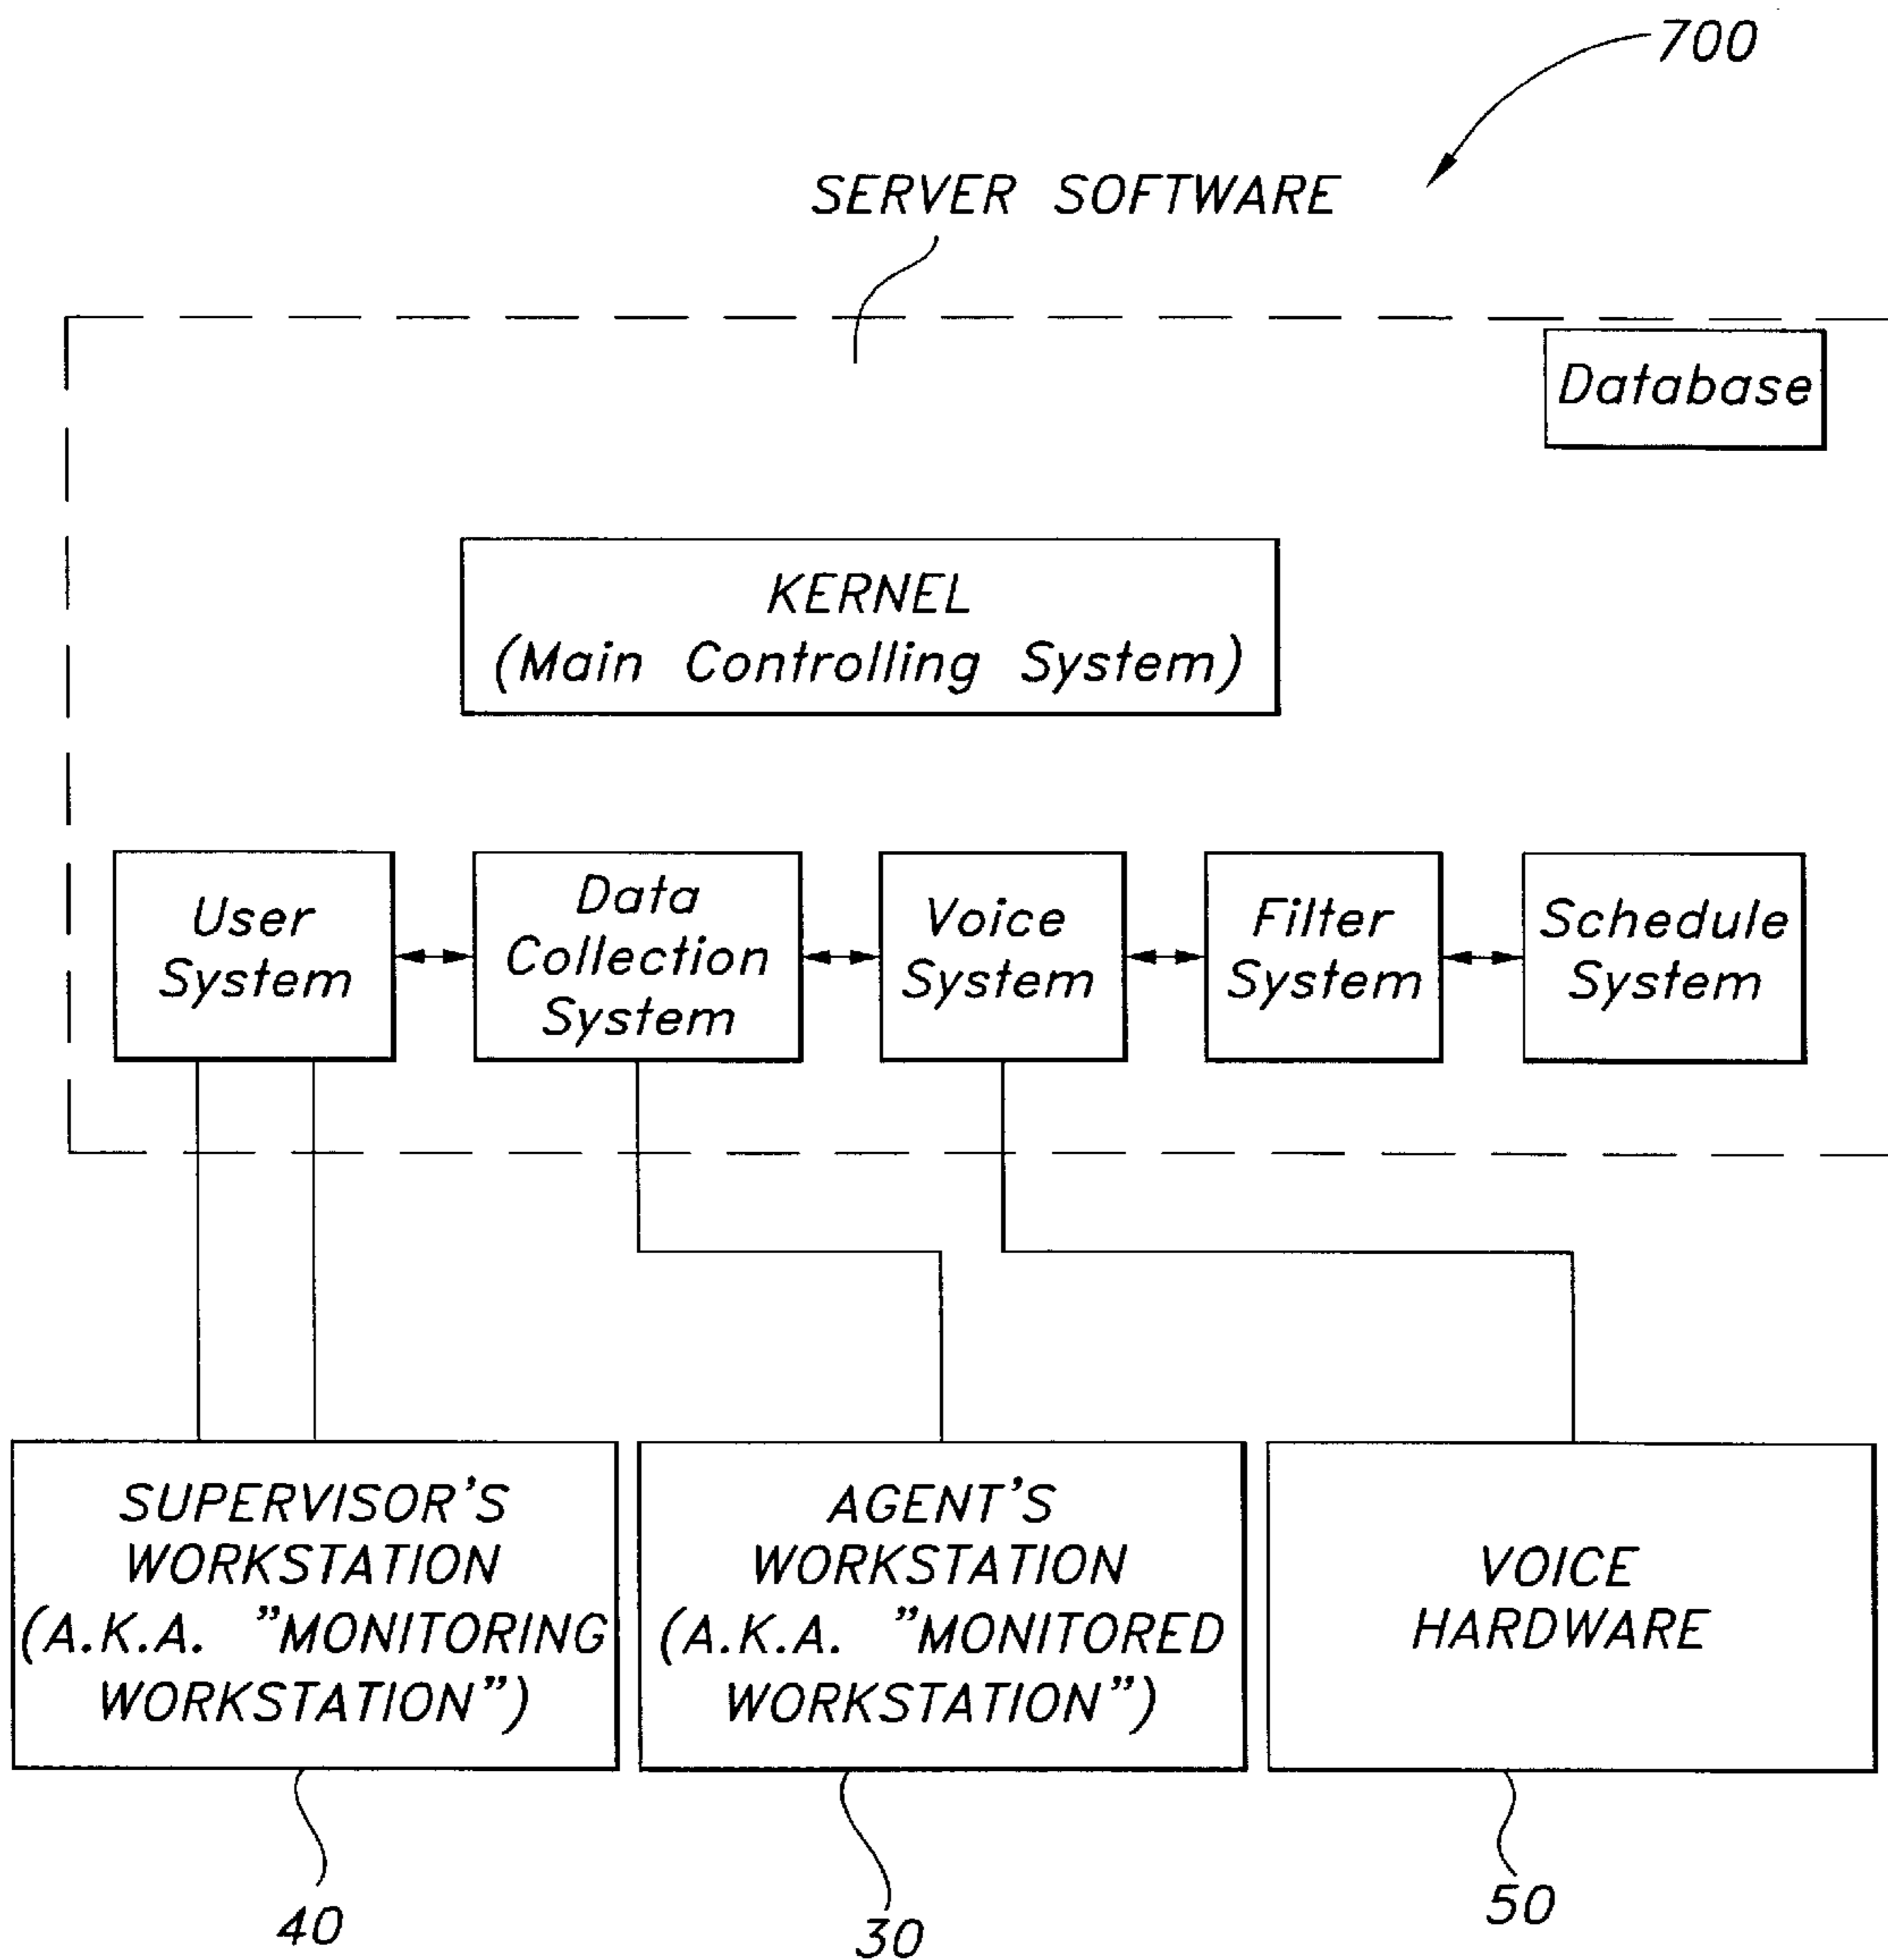 700
SERVER SOFTWARE
Database
KERNEL
(Main Controlling System)
User
System
Data
Collection
System
Voice
System
Filter
System
Schedule
System
SUPERVISOR'S
WORKSTATION
(A.K.A. "MONITORING
WORKSTATION")
AGENT'S
WORKSTATION
(A.K.A. "MONITORED
WORKSTATION")
VOICE
HARDWARE
40
30
50